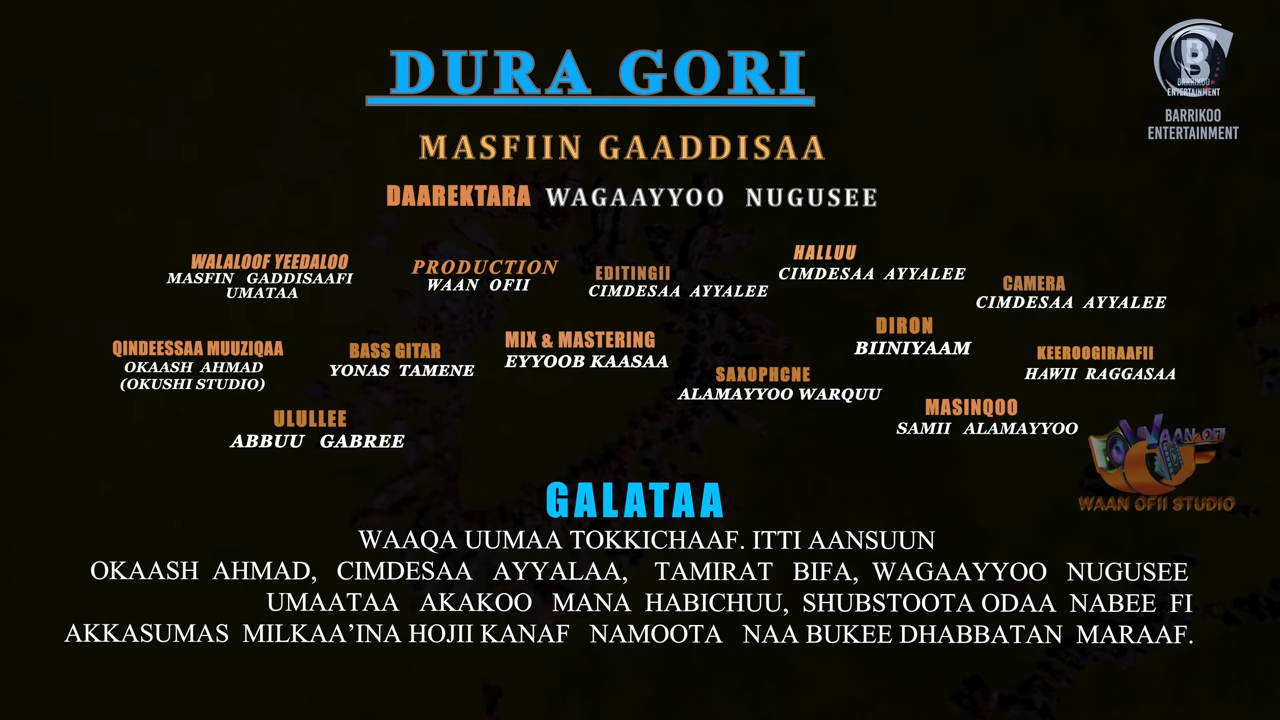 DURA GORI
MASFIIN GAADDISAA
DAAREKTARA WAGAAYYOO NUGUSEE
B
BARRIKOO
ENTERTAINMENT
BARRIKOO
ENTERTAINMENT
WALALOOF YEEDALOO
MASFIN GADDISAAFI
UMATAA
PRODUCTION
WAAN OFII
EDITINGII
CIMDESAA AYYALEE
HALLUU
CIMDESAA AYYALEE
CAMERA
CIMDESAA AYYALEE
QINDEESSAA MUUZIQAA
OKAASH AHMAD
(OKUSHI STUDIO)
BASS GITAR
YONAS TAMENE
MIX & MASTERING
EYYOOB KAASAA
SAXOPHCNE
ALAMAYYOO WARQUU
DIRON
BIINIYAAM
KEEROOGIRAAFII
HAWII RAGGASAA
ULULLEE
ABBUU GABREE
MASINQOO
SAMII ALAMAYYOO
WAAN OFI
WAAN OFII STUDIO
GALATAA
WAAQA UUMAA TOKKICHAAF. ITTI AANSUUN
OKAASH AHMAD, CIMDESAA AYYALAA, TAMIRAT BIFA, WAGAAYYOO NUGUSEE
UMAATAA AKAKOO MANA HABICHUU, SHUBSTOOTA ODAA NABEE FI
AKKASUMAS MILKAA'INA HOJII KANAF NAMOOTA NAA BUKEE DHABBATAN MARAAF.